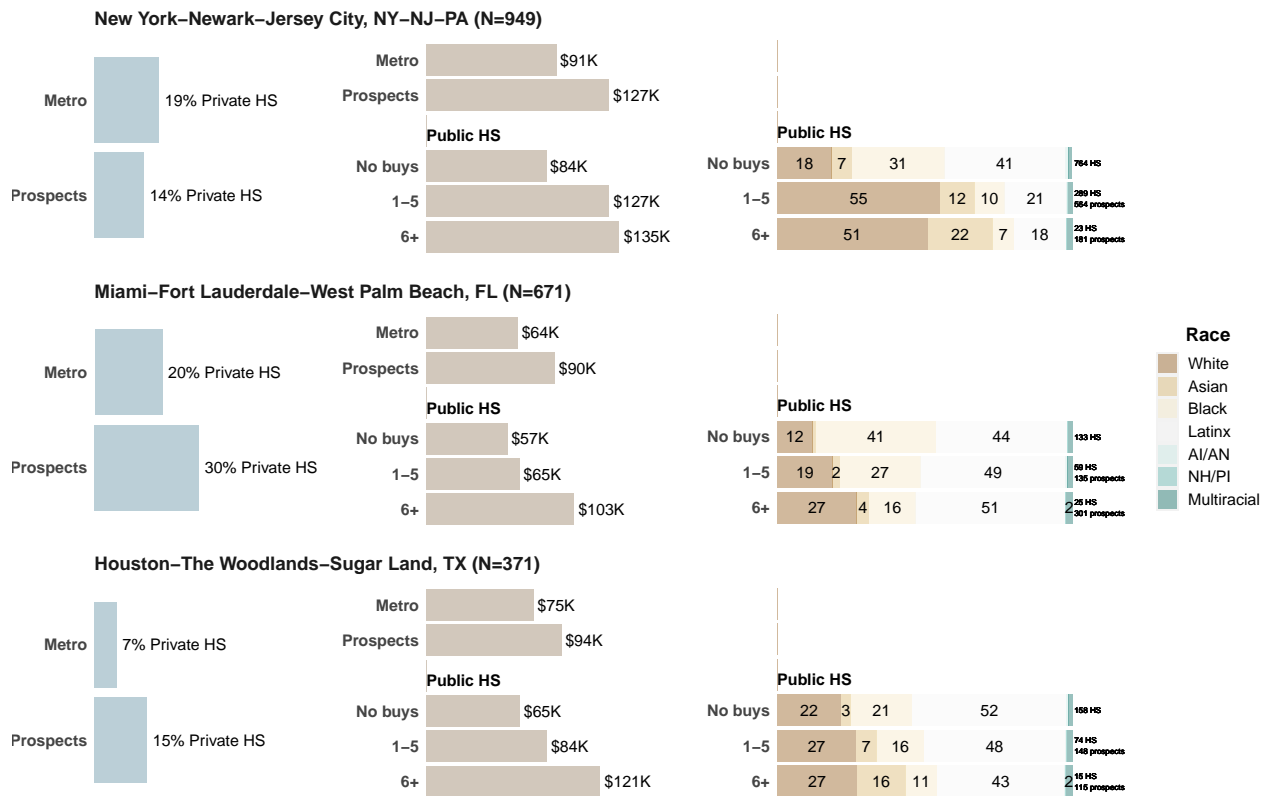 New York−Newark−Jersey City, NY−NJ−PA (N=949)
Metro
19% Private HS
Prospects
14% Private HS
Metro
$91K
Prospects
$127K
Public HS
No buys
$84K
1−5
$127K
6+
$135K
Public HS
No buys
18 7 31 41
764 HS
1−5
55 12 10 21
289 HS
584 prospects
6+
51 22 7 18
23 HS
181 prospects
Miami−Fort Lauderdale−West Palm Beach, FL (N=671)
Metro
20% Private HS
Prospects
30% Private HS
Metro
$64K
Prospects
$90K
Public HS
No buys
$57K
1−5
$65K
6+
$103K
Public HS
No buys
12 41 44
133 HS
1−5
19 2 27 49
59 HS
135 prospects
6+
27 4 16 51 2
25 HS
301 prospects
Race
White
Asian
Black
Latinx
AI/AN
NH/PI
Multiracial
Houston−The Woodlands−Sugar Land, TX (N=371)
Metro
7% Private HS
Prospects
15% Private HS
Metro
$75K
Prospects
$94K
Public HS
No buys
$65K
1−5
$84K
6+
$121K
Public HS
No buys
22 3 21 52
158 HS
1−5
27 7 16 48
74 HS
148 prospects
6+
27 16 11 43 2
15 HS
115 prospects